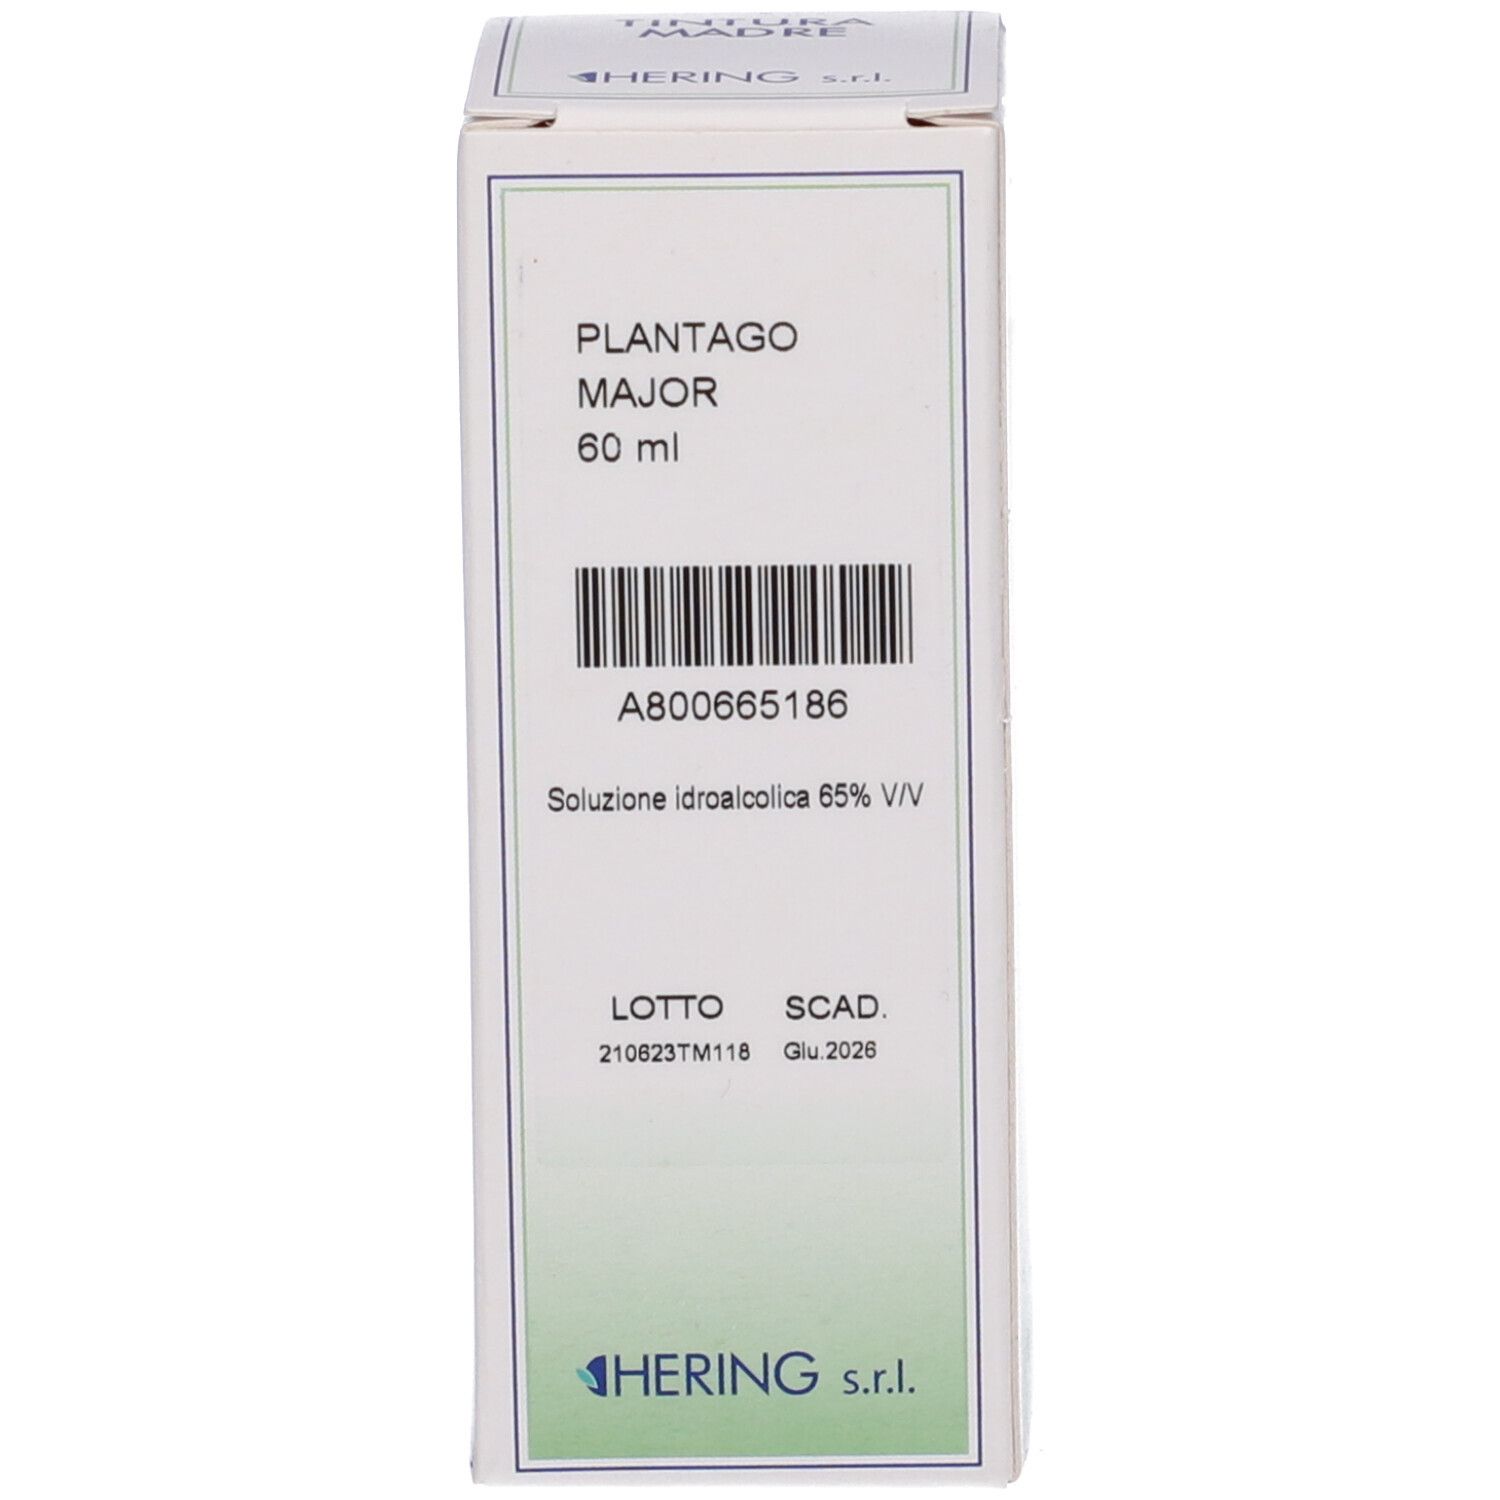 TINTURA
MADRE
HERING s.r.l.
PLANTAGO
MAJOR
60 ml
A800665186
Soluzione idroalcolica 65% V/V
LOTTO SCAD.
210623TM118 Giu.2026
HERING s.r.l.